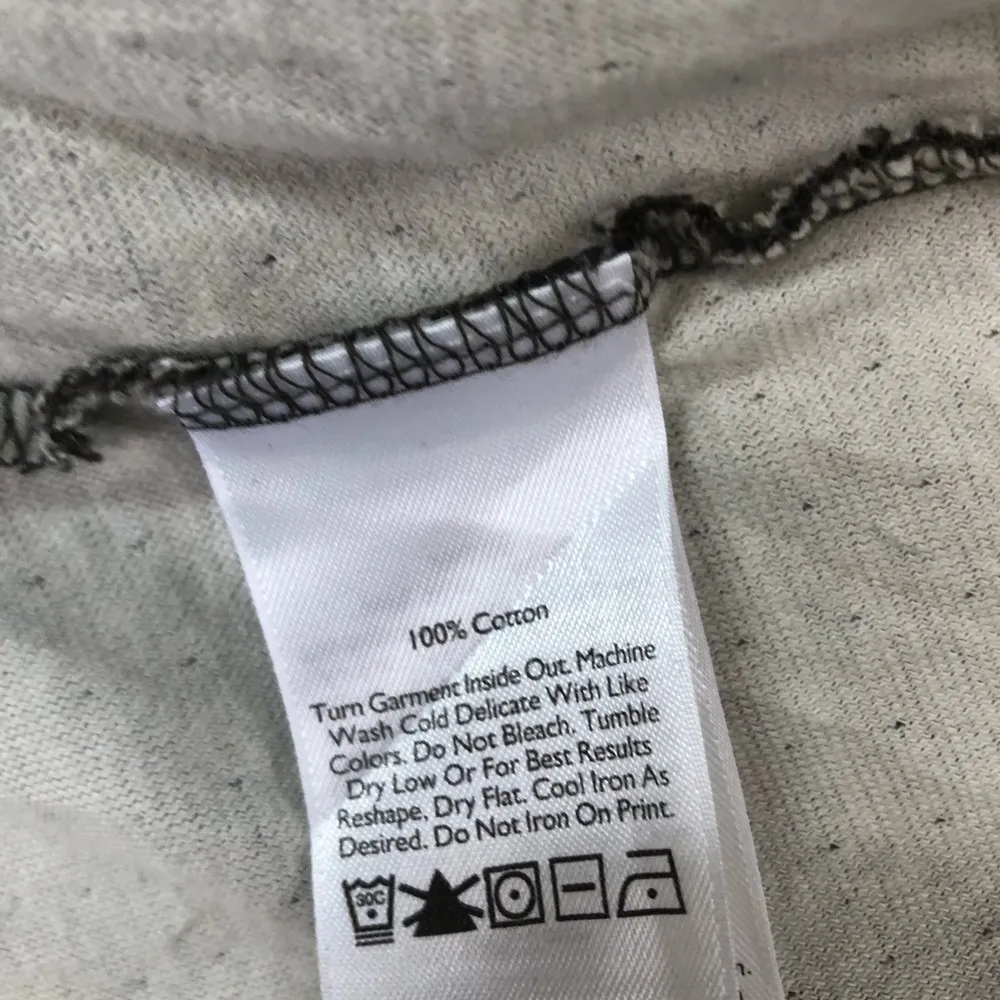 100% Cotton
Turn Garment Inside Out. Machine
Wash Cold Delicate With Like
Colors. Do Not Bleach. Tumble
Dry Low Or For Best Results
Reshape, Dry Flat. Cool Iron As
Desired. Do Not Iron On Print.
30C